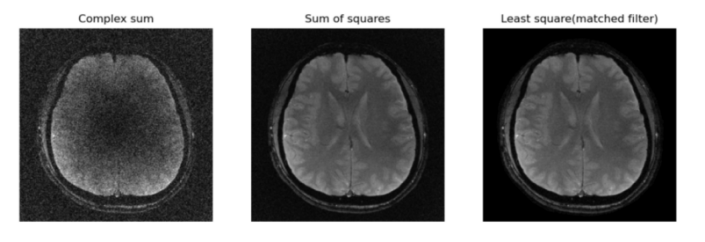 Complex sum
Sum of squares
Least square(matched filter)